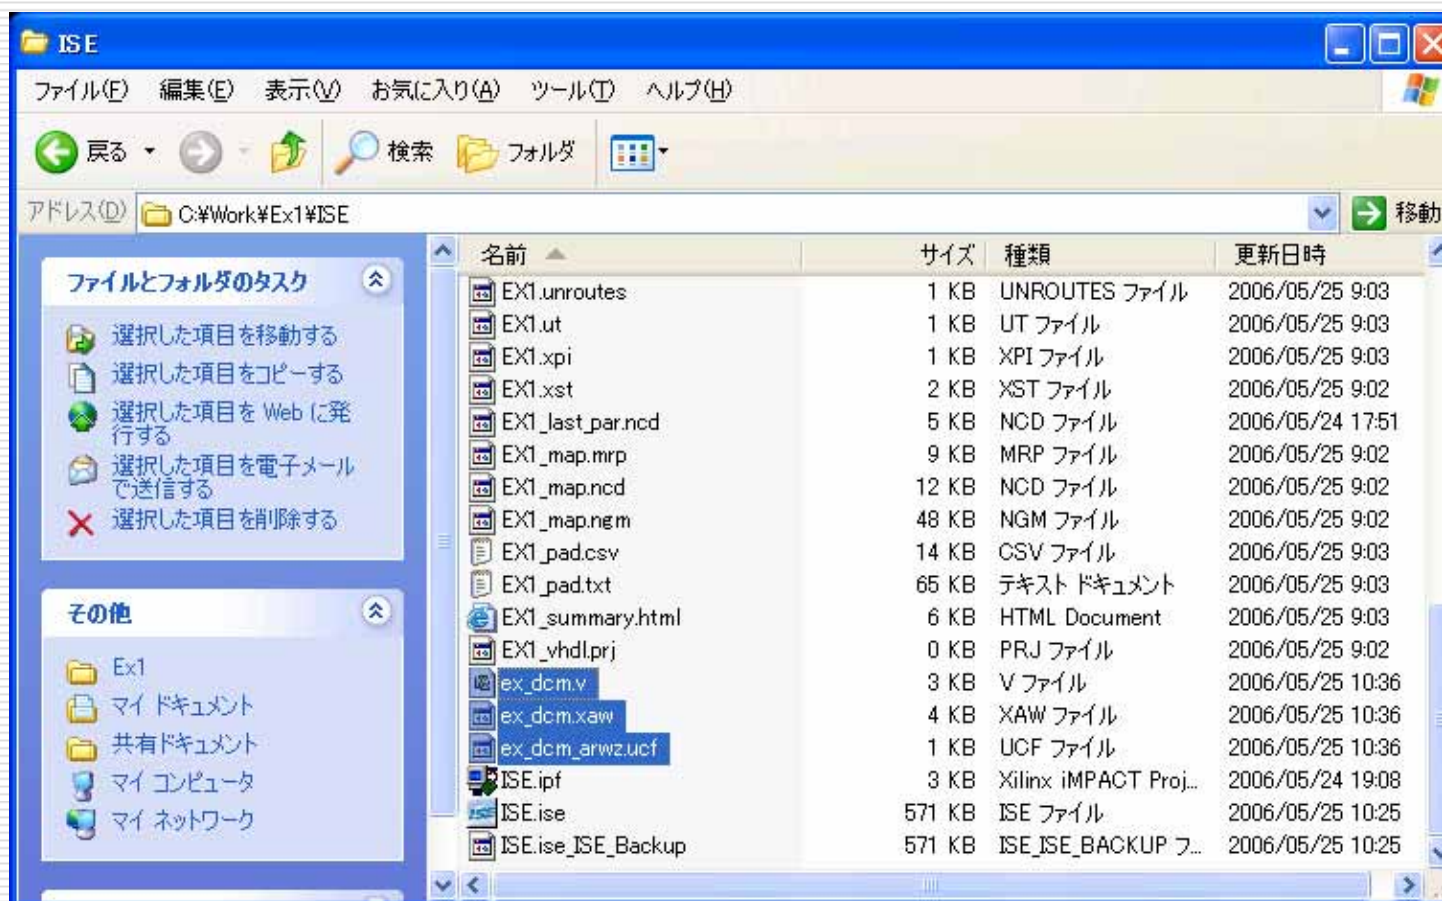 ISE
ファイル(F) 編集(E) 表示(V) お気に入り(A) ツール(T) ヘルプ(H)
戻る 検索 フォルダ
アドレス(D) C:¥Work¥Ex1¥ISE 移動
ファイルとフォルダのタスク
選択した項目を移動する
選択した項目をコピーする
選択した項目を Web に発
行する
選択した項目を電子メール
で送信する
選択した項目を削除する
その他
Ex1
マイ ドキュメント
共有ドキュメント
マイ コンピュータ
マイ ネットワーク
名前 サイズ 種類 更新日時
EX1.unroutes 1 KB UNROUTES ファイル 2006/05/25 9:03
EX1.ut 1 KB UT ファイル 2006/05/25 9:03
EX1.xpi 1 KB XPI ファイル 2006/05/25 9:03
EX1.xst 2 KB XST ファイル 2006/05/25 9:02
EX1_last_par.ncd 5 KB NCD ファイル 2006/05/24 17:51
EX1_map.mrp 9 KB MRP ファイル 2006/05/25 9:02
EX1_map.ncd 12 KB NCD ファイル 2006/05/25 9:02
EX1_map.ngm 48 KB NGM ファイル 2006/05/25 9:02
EX1_pad.csv 14 KB CSV ファイル 2006/05/25 9:03
EX1_pad.txt 65 KB テキスト ドキュメント 2006/05/25 9:03
EX1_summary.html 6 KB HTML Document 2006/05/25 9:03
EX1_vhdl.prj 0 KB PRJ ファイル 2006/05/25 9:02
ex_dcm.v 3 KB V ファイル 2006/05/25 10:36
ex_dcm.xaw 4 KB XAW ファイル 2006/05/25 10:36
ex_dcm_arwz.ucf 1 KB UCF ファイル 2006/05/25 10:36
ISE.ipf 3 KB Xilinx iMPACT Proj... 2006/05/24 19:08
ISE.ise 571 KB ISE ファイル 2006/05/25 10:25
ISE.ise_ISE_Backup 571 KB ISE_ISE_BACKUP フ... 2006/05/25 10:25